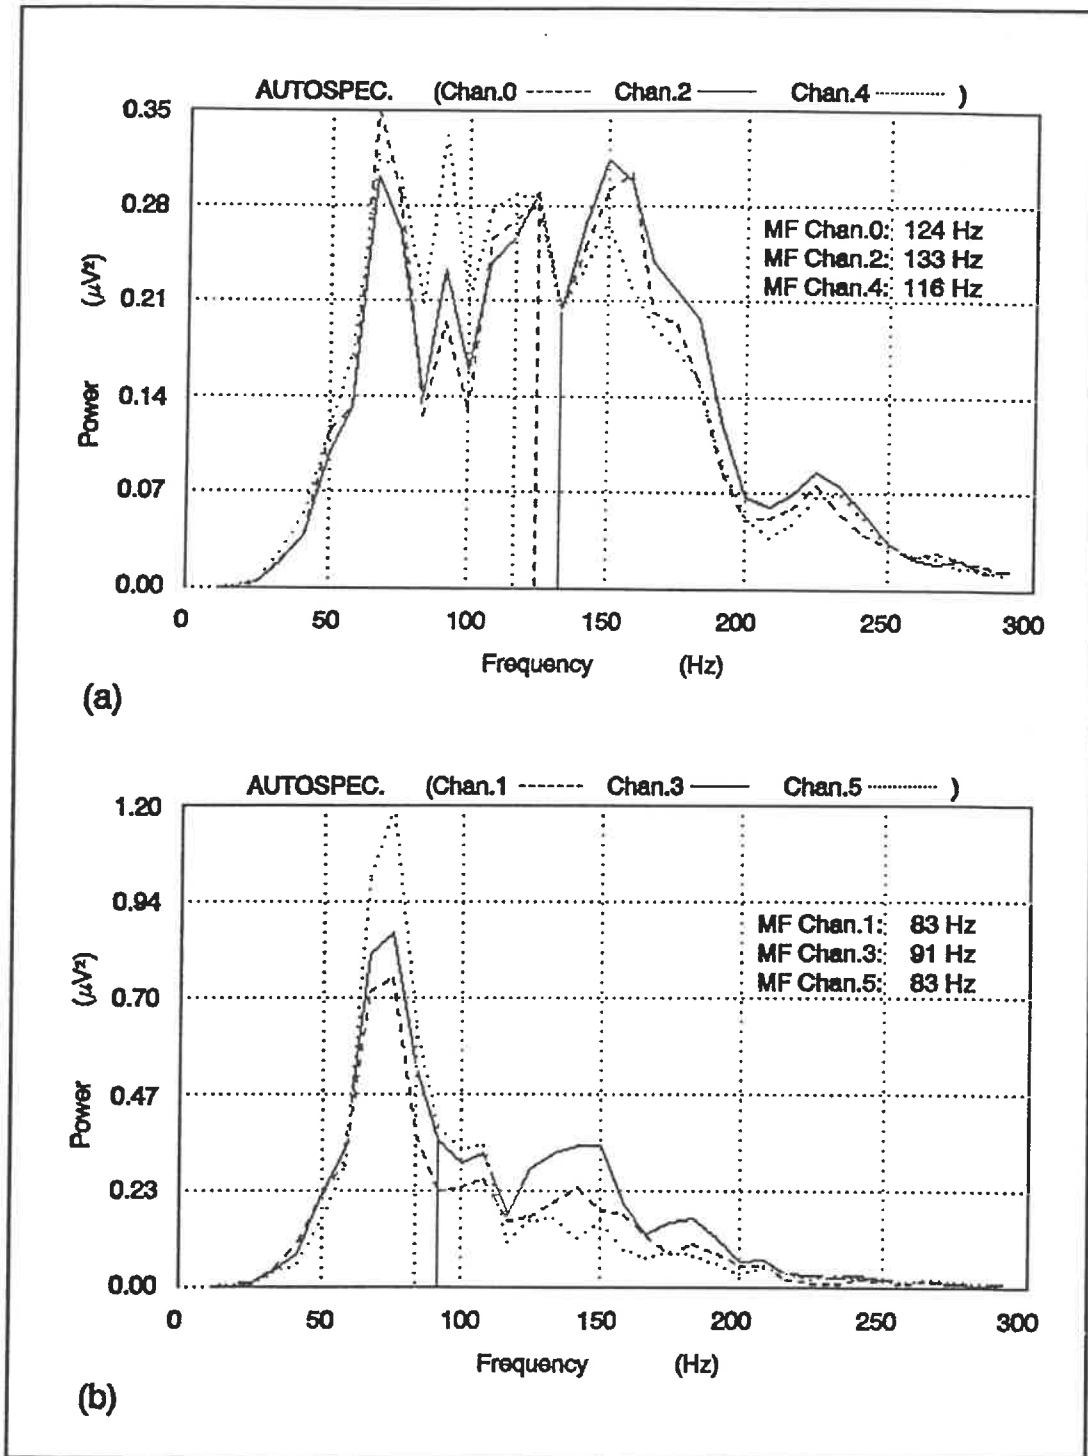 AUTOSPEC. (Chan.0 -------- Chan.2 ——— Chan.4 ············ )
0.35
0.28
0.21
0.14
0.07
0.00
Power (μV²)
MF Chan.0: 124 Hz
MF Chan.2: 133 Hz
MF Chan.4: 116 Hz
0 50 100 150 200 250 300
Frequency (Hz)
(a)
AUTOSPEC. (Chan.1 -------- Chan.3 ——— Chan.5 ············ )
1.20
0.94
0.70
0.47
0.23
0.00
Power (μV²)
MF Chan.1: 83 Hz
MF Chan.3: 91 Hz
MF Chan.5: 83 Hz
0 50 100 150 200 250 300
Frequency (Hz)
(b)